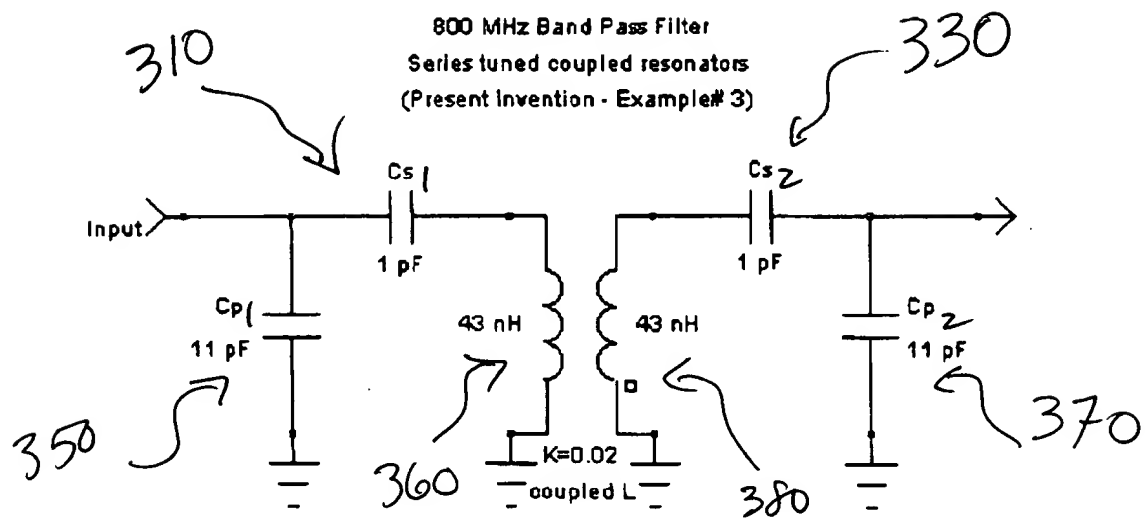 800 MHz Band Pass Filter
Series tuned coupled resonators
(Present Invention - Example# 3)
310
330
Cs1
Cs2
Input
1 pF
1 pF
Cp1
11 pF
43 nH
43 nH
Cp2
11 pF
350
360
K=0.02
coupled L
380
370